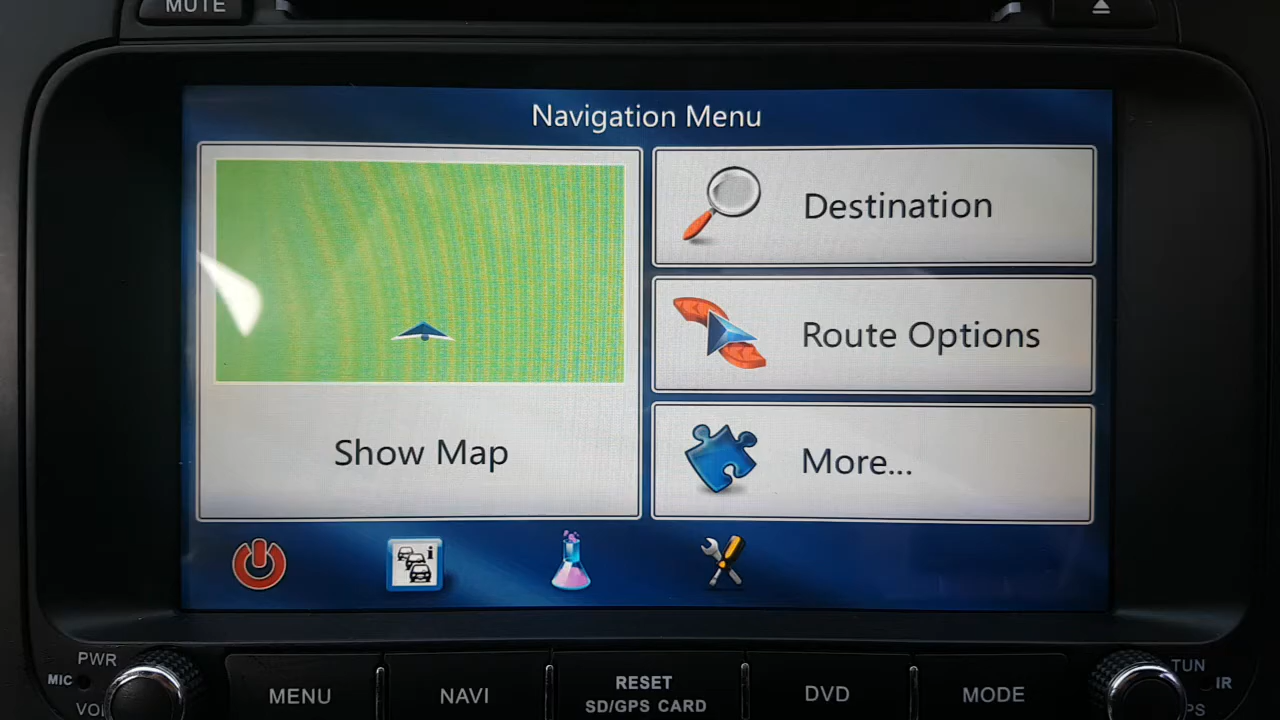 MUTE
Navigation Menu
Destination
Route Options
Show Map
More...
i
PWR
MIC
VOL
MENU
NAVI
RESET
SD/GPS CARD
DVD
MODE
TUN
IR